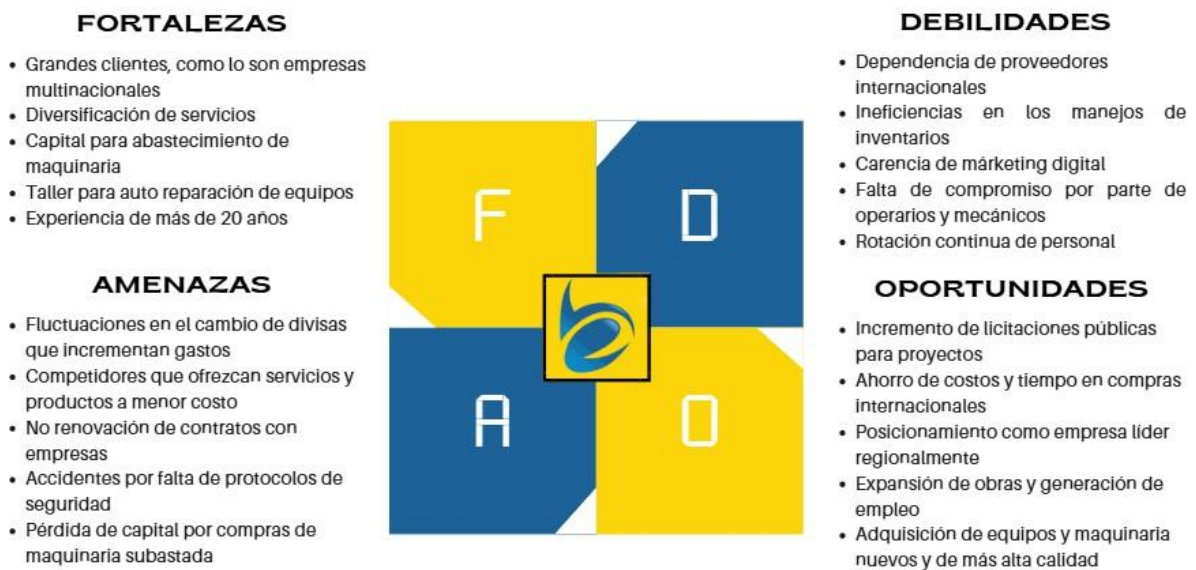 FORTALEZAS
• Grandes clientes, como lo son empresas
multinacionales
• Diversificación de servicios
• Capital para abastecimiento de
maquinaria
• Taller para auto reparación de equipos
• Experiencia de más de 20 años
DEBILIDADES
• Dependencia de proveedores
internacionales
• Ineficiencias en los manejos de
inventarios
• Carencia de márketing digital
• Falta de compromiso por parte de
operarios y mecánicos
• Rotación continua de personal
F
D
A
O
AMENAZAS
• Fluctuaciones en el cambio de divisas
que incrementan gastos
• Competidores que ofrezcan servicios y
productos a menor costo
• No renovación de contratos con
empresas
• Accidentes por falta de protocolos de
seguridad
• Pérdida de capital por compras de
maquinaria subastada
OPORTUNIDADES
• Incremento de licitaciones públicas
para proyectos
• Ahorro de costos y tiempo en compras
internacionales
• Posicionamiento como empresa líder
regionalmente
• Expansión de obras y generación de
empleo
• Adquisición de equipos y maquinaria
nuevos y de más alta calidad